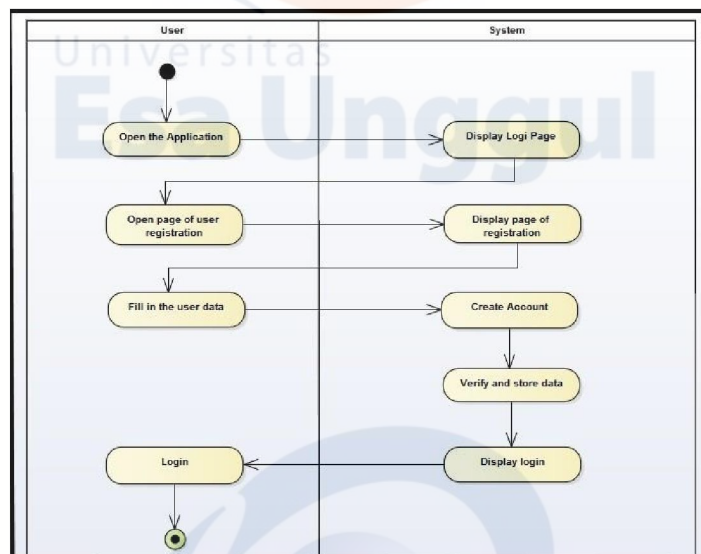 User
System
Universitas
Esa Unggul
Open the Application
Display Logi Page
Open page of user
registration
Display page of
registration
Fill in the user data
Create Account
Verify and store data
Login
Display login